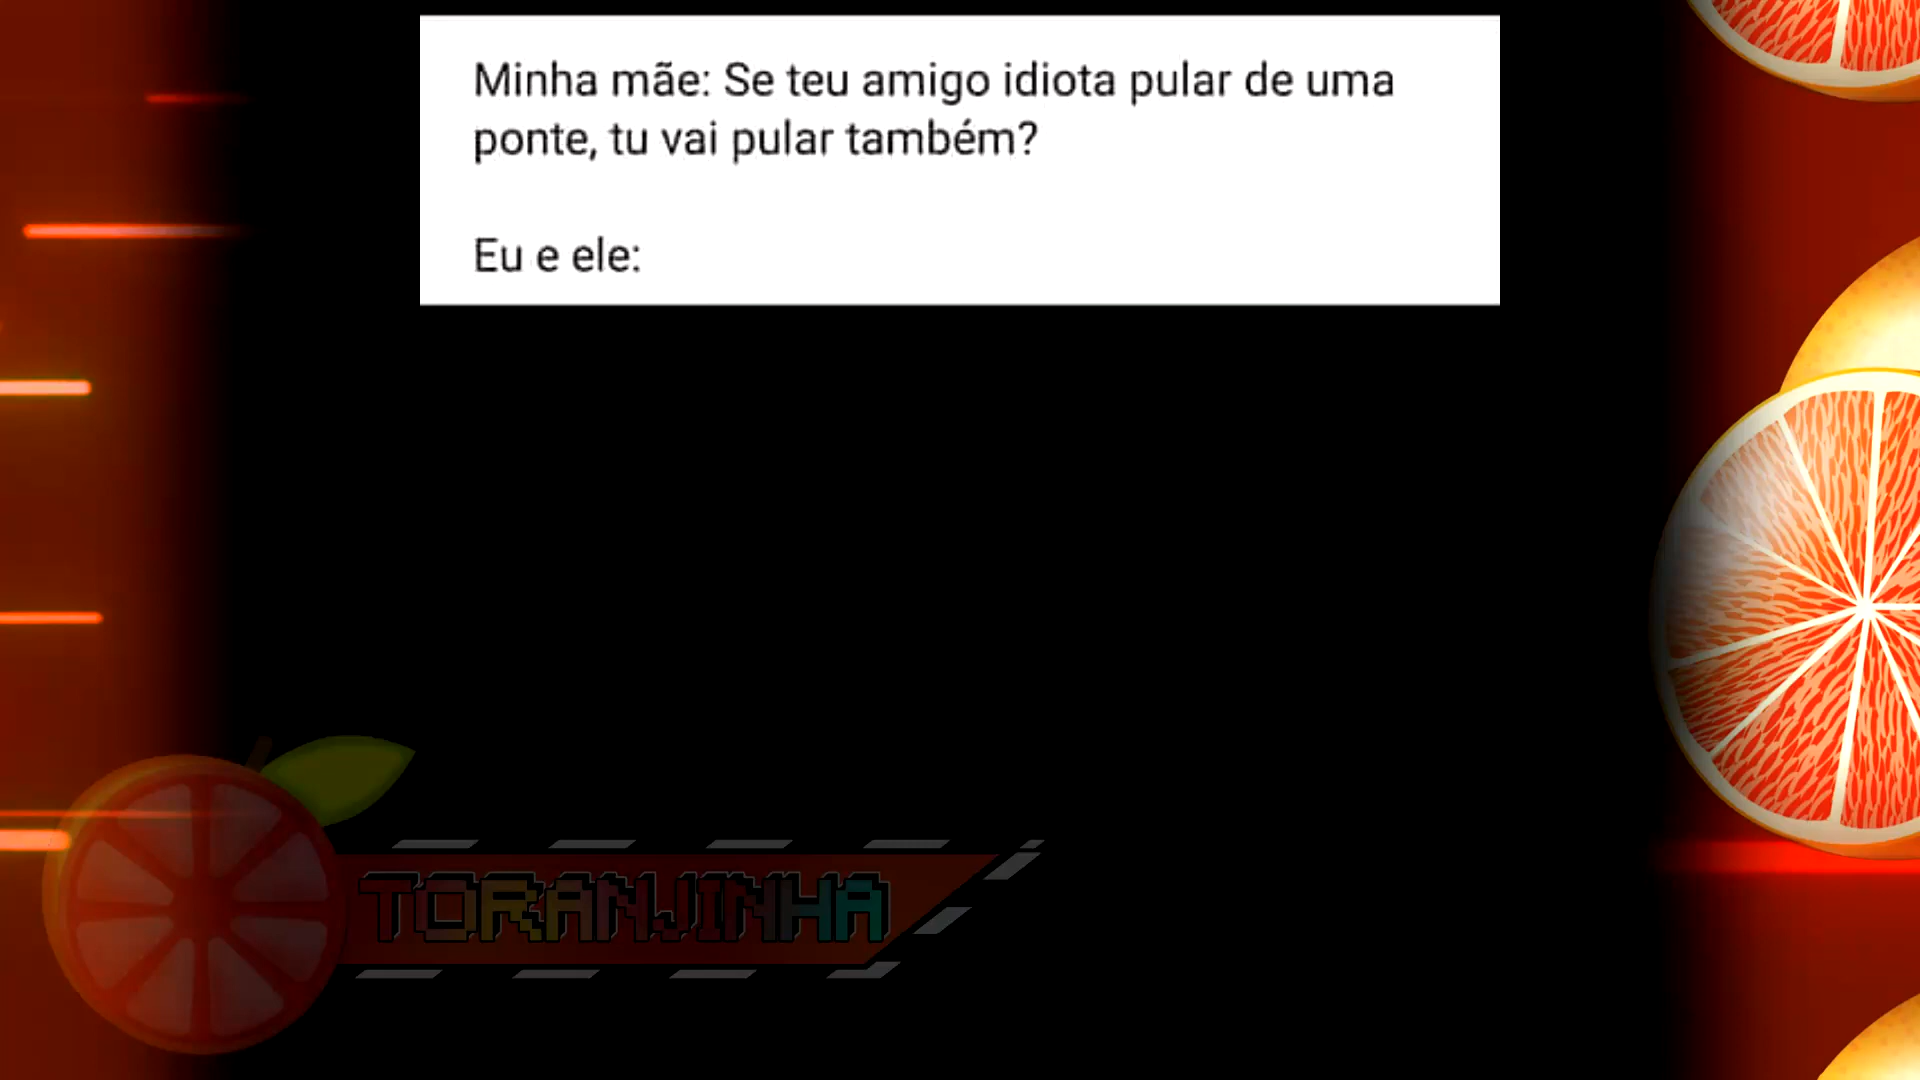 Minha mãe: Se teu amigo idiota pular de uma
ponte, tu vai pular também?
Eu e ele:
TORANJINHA